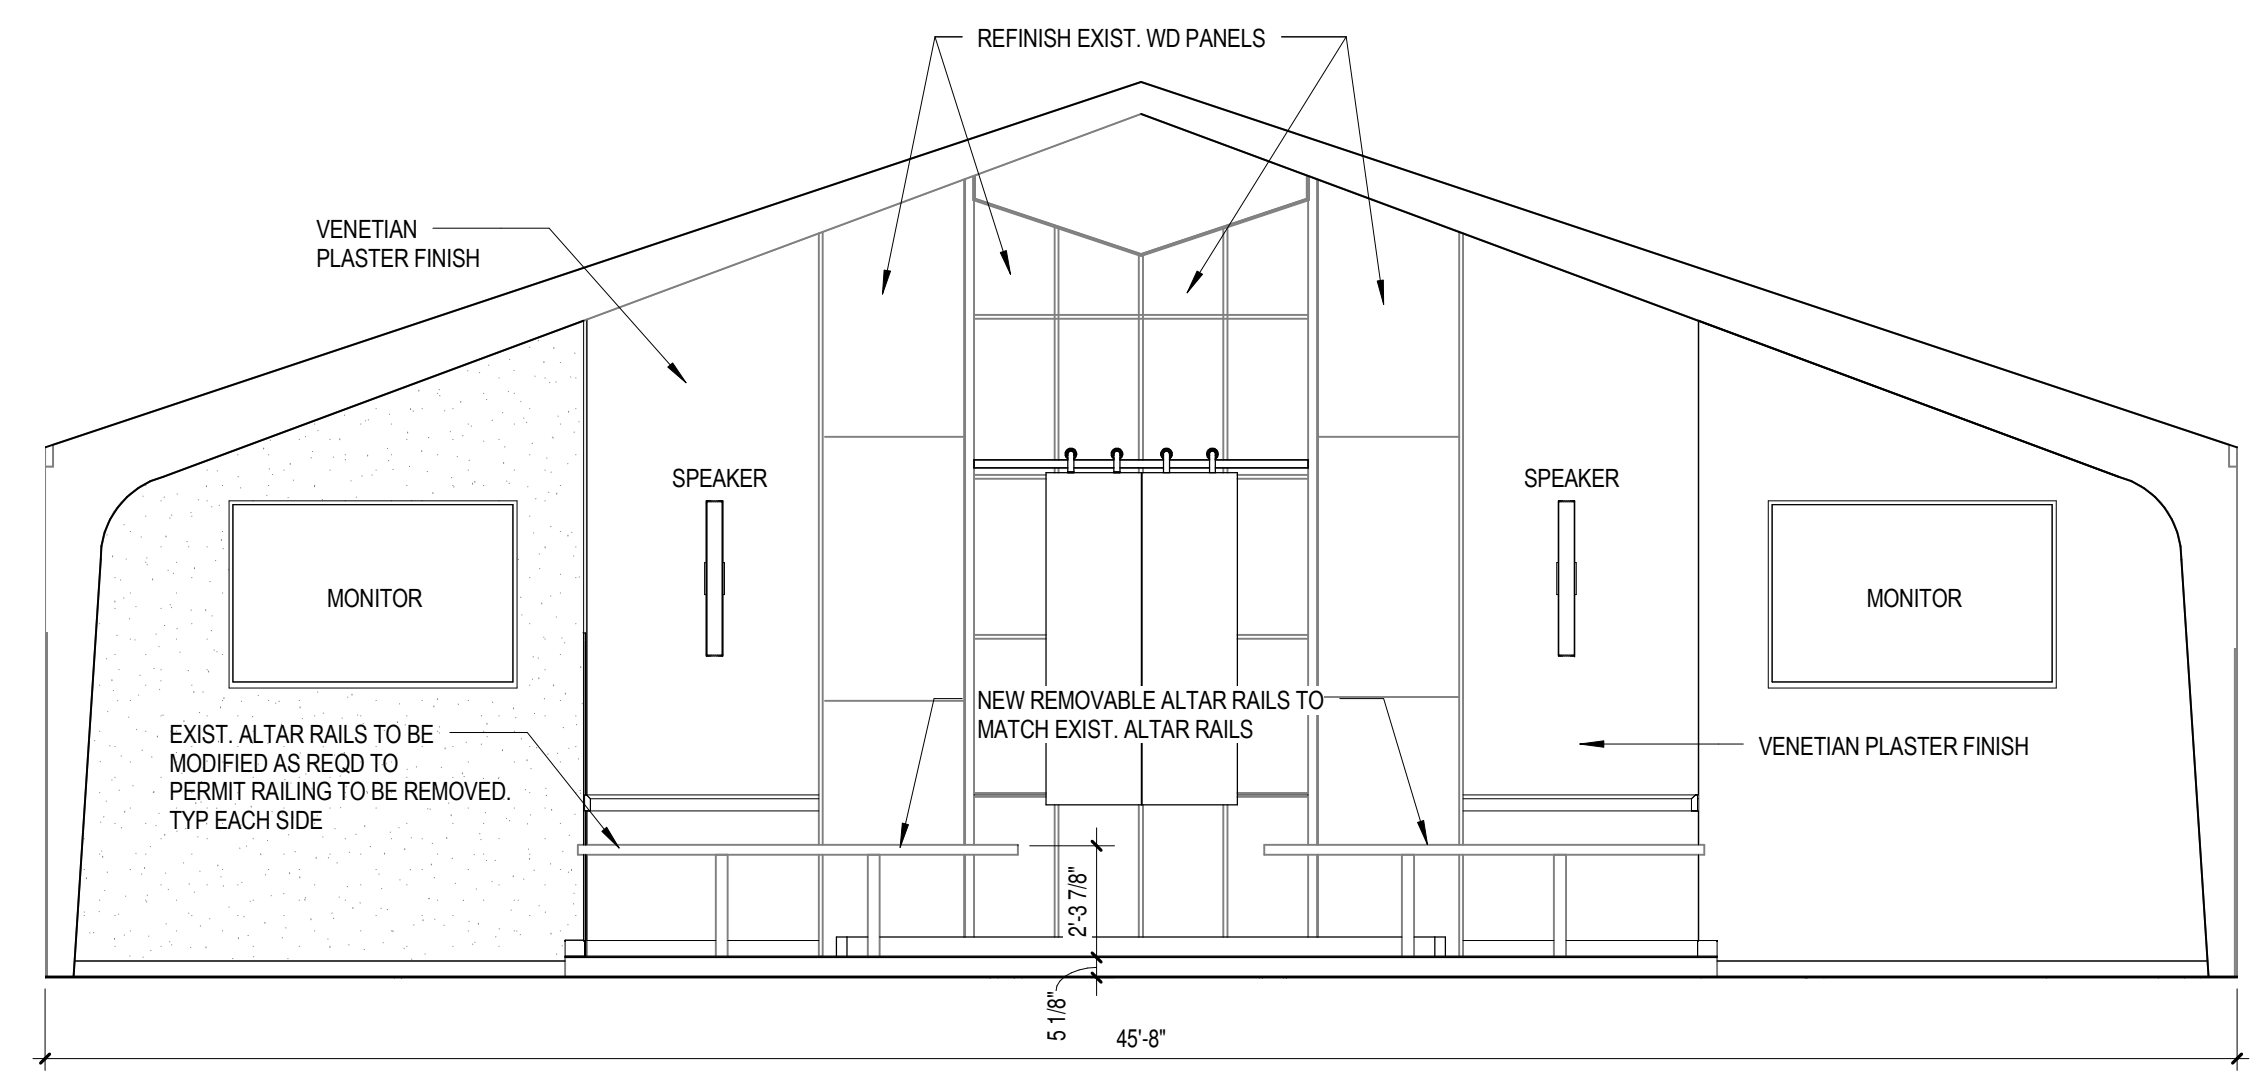 REFINISH EXIST. WD PANELS
VENETIAN
PLASTER FINISH
SPEAKER
SPEAKER
MONITOR
MONITOR
NEW REMOVABLE ALTAR RAILS TO
MATCH EXIST. ALTAR RAILS
EXIST. ALTAR RAILS TO BE
MODIFIED AS REQD TO
PERMIT RAILING TO BE REMOVED.
TYP EACH SIDE
VENETIAN PLASTER FINISH
2'-3 7/8"
5 1/8"
45'-8"